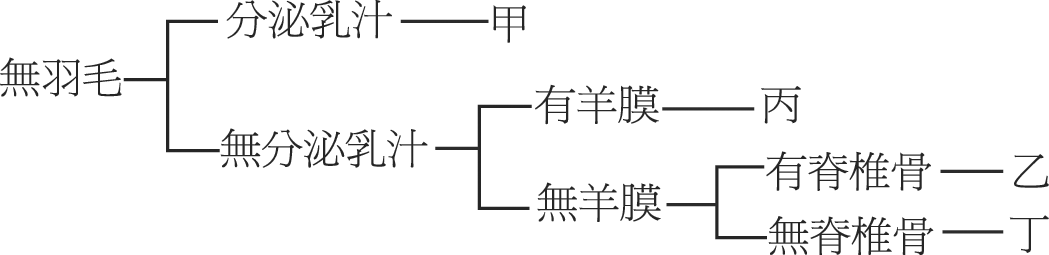 分泌乳汁 甲
無羽毛
有羊膜 丙
無分泌乳汁
有脊椎骨 乙
無羊膜
無脊椎骨 丁